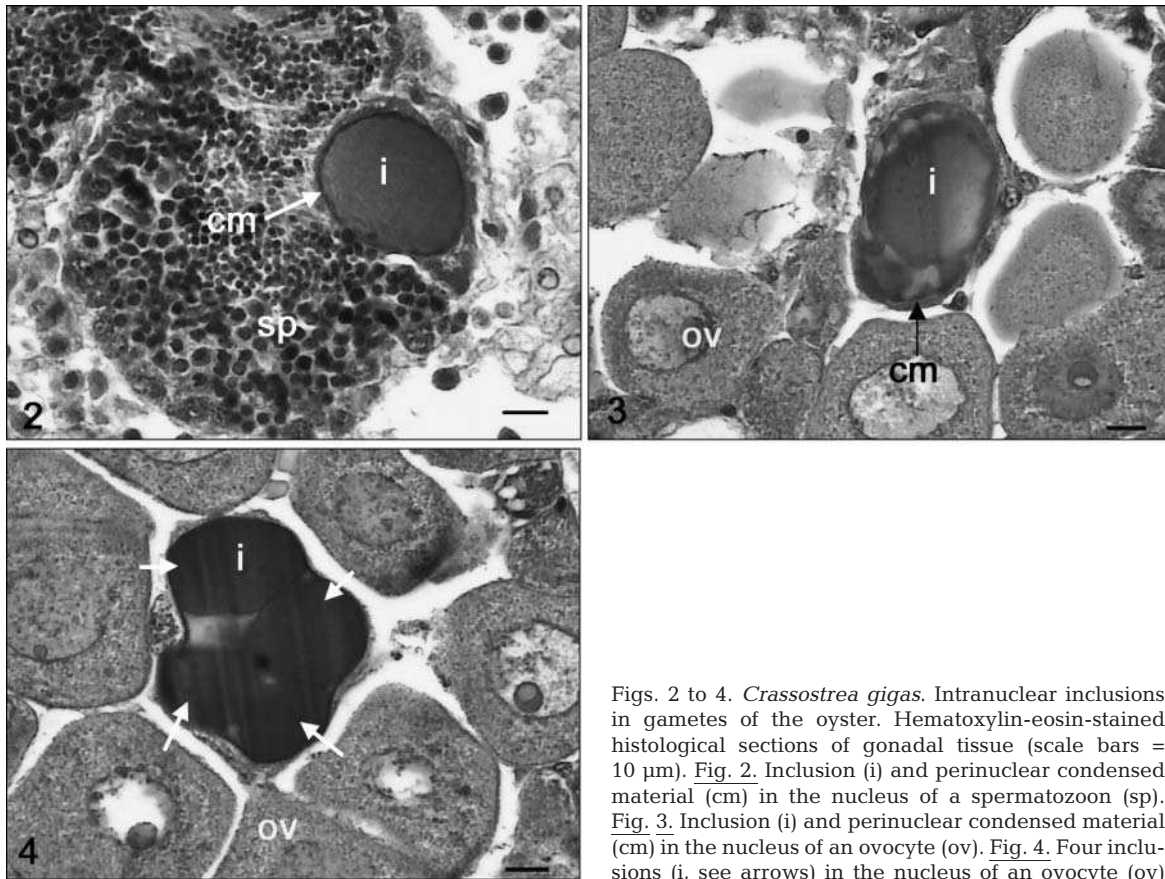 i
cm
sp
2
i
ov
cm
3
i
ov
4
Figs. 2 to 4. Crassostrea gigas. Intranuclear inclusions
in gametes of the oyster. Hematoxylin-eosin-stained
histological sections of gonadal tissue (scale bars =
10 μm). Fig. 2. Inclusion (i) and perinuclear condensed
material (cm) in the nucleus of a spermatozoon (sp).
Fig. 3. Inclusion (i) and perinuclear condensed material
(cm) in the nucleus of an ovocyte (ov). Fig. 4. Four inclu-
sions (i, see arrows) in the nucleus of an ovocyte (ov)